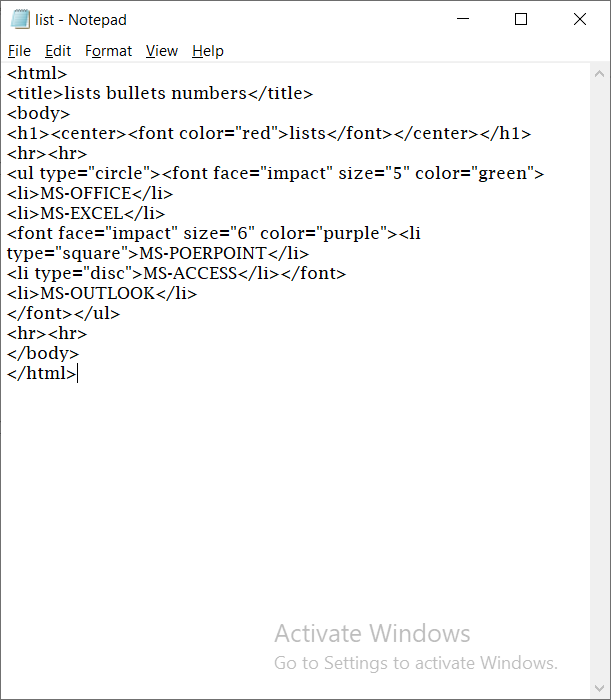 list - Notepad
File Edit Format View Help
<html>
<title>lists bullets numbers</title>
<body>
<h1><center><font color="red">lists</font></center></h1>
<hr><hr>
<ul type="circle"><font face="impact" size="5" color="green">
<li>MS-OFFICE</li>
<li>MS-EXCEL</li>
<font face="impact" size="6" color="purple"><li
type="square">MS-POERPOINT</li>
<li type="disc">MS-ACCESS</li></font>
<li>MS-OUTLOOK</li>
</font></ul>
<hr><hr>
</body>
</html>
Activate Windows
Go to Settings to activate Windows.